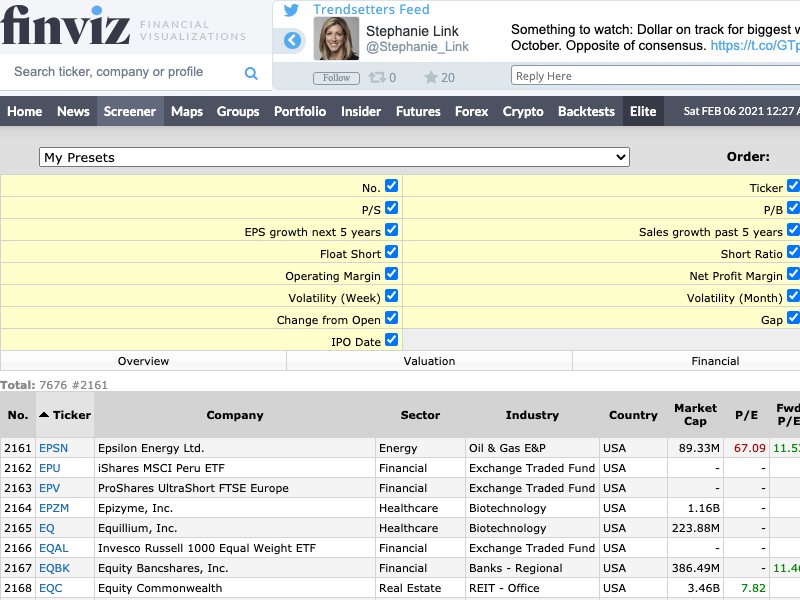 finviz
FINANCIAL
VISUALIZATIONS
Trendsetters Feed
Stephanie Link
@Stephanie_Link
Something to watch: Dollar on track for biggest
October. Opposite of consensus. https://t.co/GTp
Follow 0 20
Reply Here
Search ticker, company or profile
Home News Screener Maps Groups Portfolio Insider Futures Forex Crypto Backtests Elite Sat FEB 06 2021 12:27 A
My Presets Order:
No. Ticker
P/S P/B
EPS growth next 5 years Sales growth past 5 years
Float Short Short Ratio
Operating Margin Net Profit Margin
Volatility (Week) Volatility (Month)
Change from Open Gap
IPO Date
Overview Valuation Financial
Total: 7676 #2161
No. Ticker Company Sector Industry Country Market Cap P/E Fwd P/E
2161 EPSN Epsilon Energy Ltd. Energy Oil & Gas E&P USA 89.33M 67.09 11.5
2162 EPU iShares MSCI Peru ETF Financial Exchange Traded Fund USA - -
2163 EPV ProShares UltraShort FTSE Europe Financial Exchange Traded Fund USA - -
2164 EPZM Epizyme, Inc. Healthcare Biotechnology USA 1.16B -
2165 EQ Equillium, Inc. Healthcare Biotechnology USA 223.88M -
2166 EQAL Invesco Russell 1000 Equal Weight ETF Financial Exchange Traded Fund USA - -
2167 EQBK Equity Bancshares, Inc. Financial Banks - Regional USA 386.49M - 11.4
2168 EQC Equity Commonwealth Real Estate REIT - Office USA 3.46B 7.82